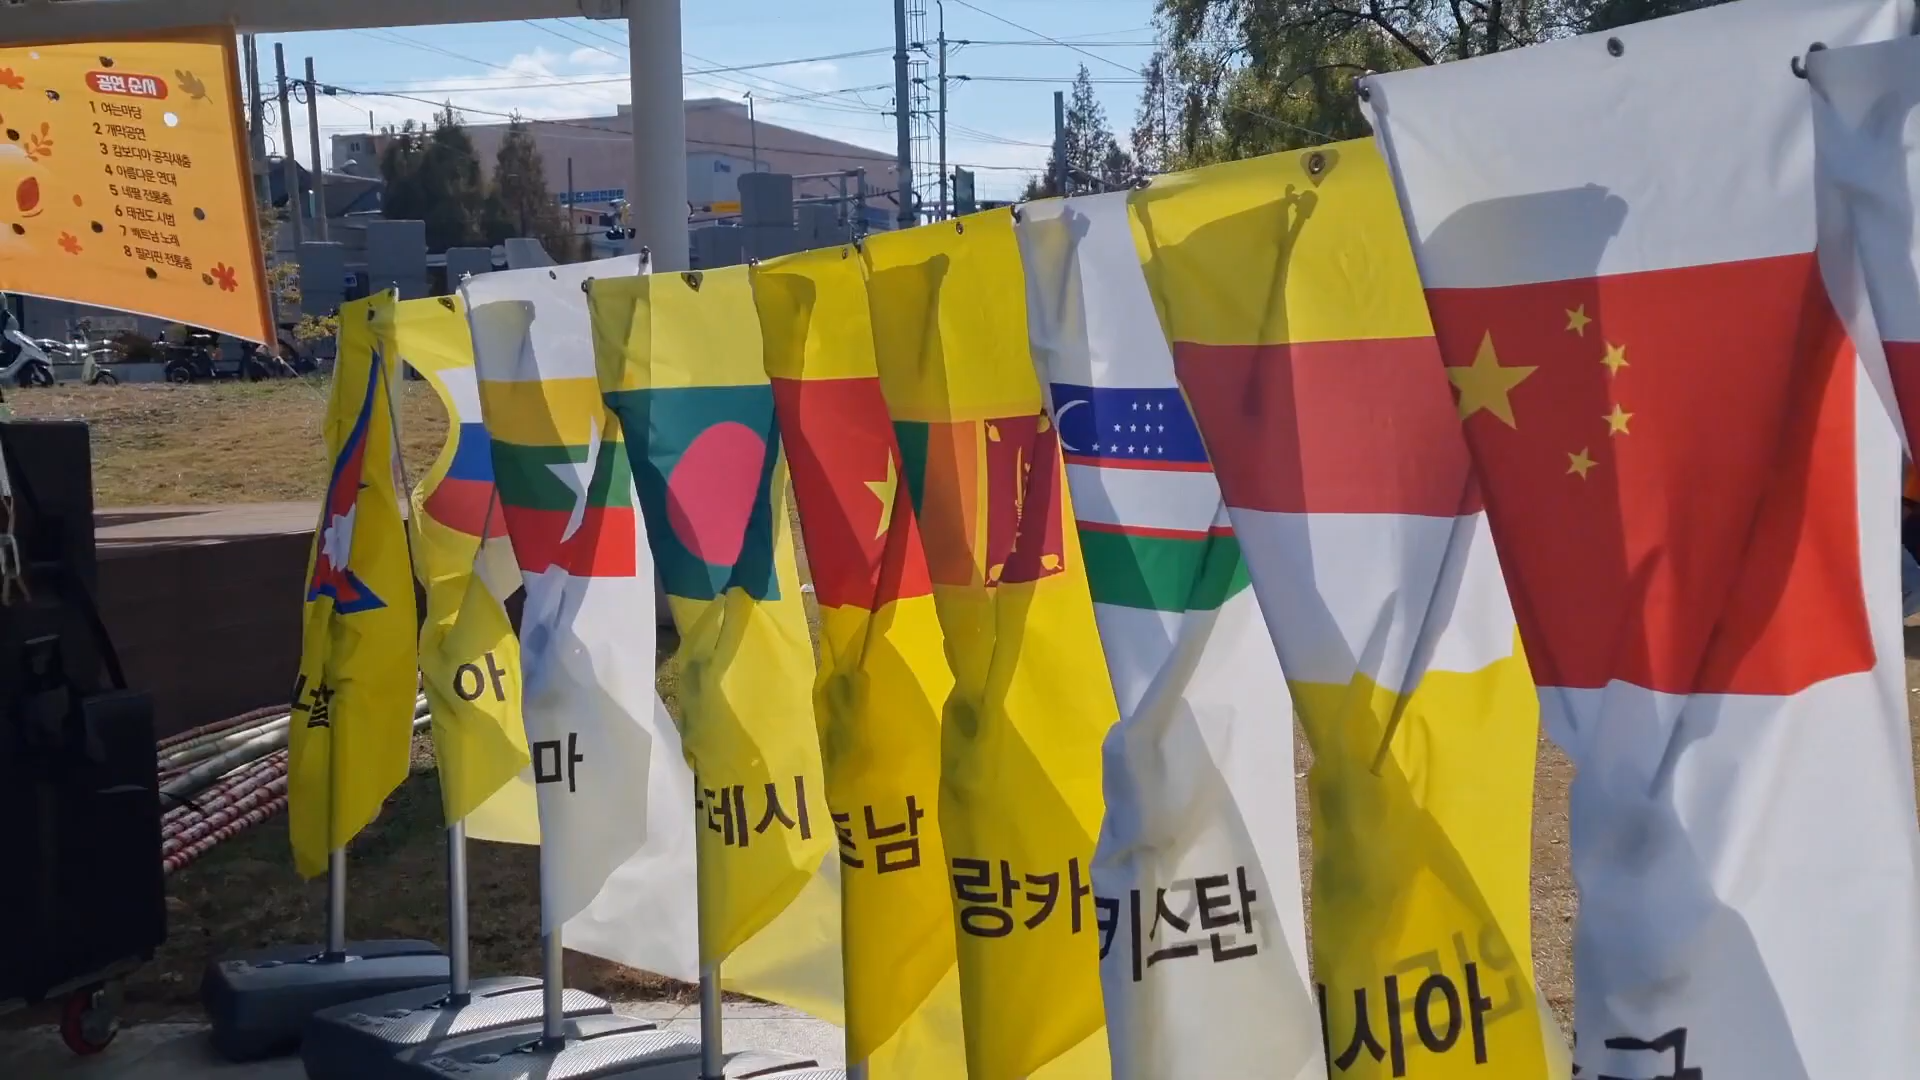 공연 순서
1 여는마당
2 개막공연
3 캄보디아 공작새춤
4 아름다운 연대
5 네팔 전통춤
6 태권도 시범
7 베트남 노래
8 필리핀 전통춤
아
마
데시
남
랑카
키스탄
시아